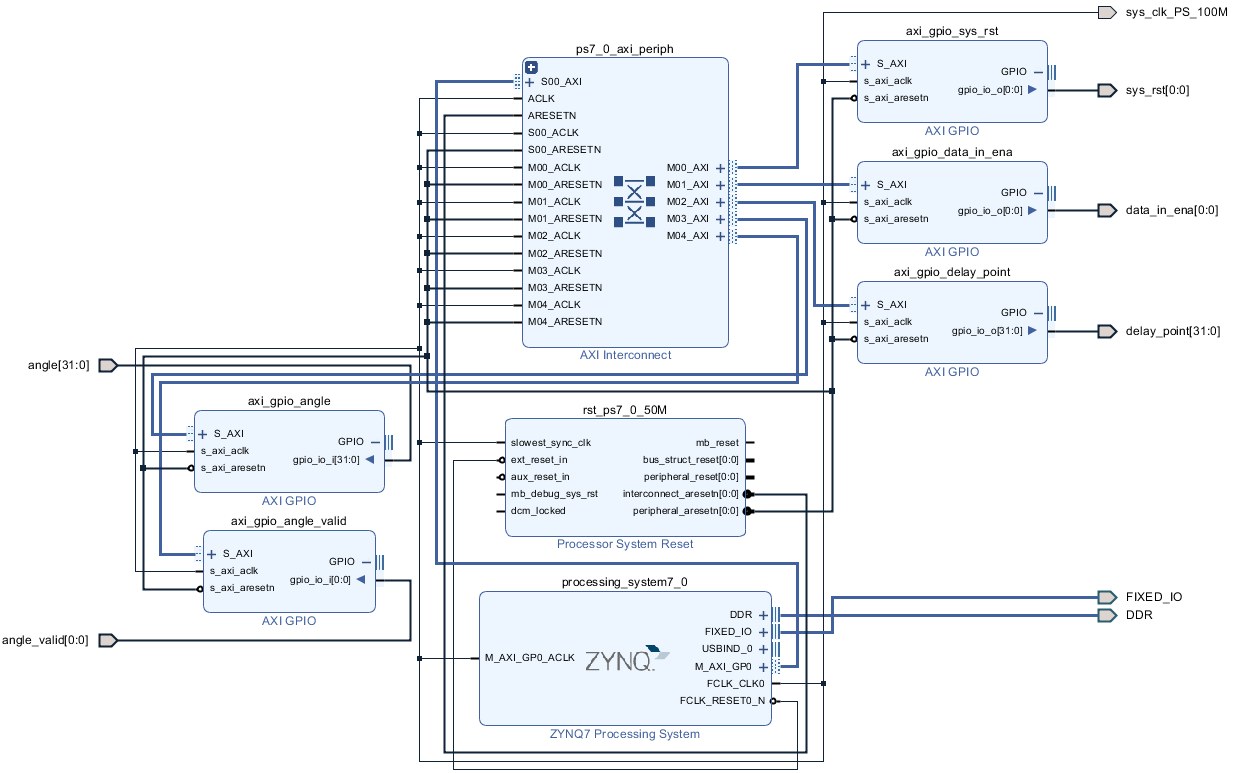 sys_clk_PS_100M
axi_gpio_sys_rst
S_AXI
s_axi_aclk
s_axi_aresetn
GPIO
gpio_io_o[0:0]
AXI GPIO
sys_rst[0:0]
ps7_0_axi_periph
S00_AXI
ACLK
ARESETN
S00_ACLK
S00_ARESETN
M00_ACLK
M00_ARESETN
M01_ACLK
M01_ARESETN
M02_ACLK
M02_ARESETN
M03_ACLK
M03_ARESETN
M04_ACLK
M04_ARESETN
M00_AXI
M01_AXI
M02_AXI
M03_AXI
M04_AXI
AXI Interconnect
axi_gpio_data_in_ena
S_AXI
s_axi_aclk
s_axi_aresetn
GPIO
gpio_io_o[0:0]
AXI GPIO
data_in_ena[0:0]
axi_gpio_delay_point
S_AXI
s_axi_aclk
s_axi_aresetn
GPIO
gpio_io_o[31:0]
AXI GPIO
delay_point[31:0]
angle[31:0]
axi_gpio_angle
S_AXI
s_axi_aclk
s_axi_aresetn
GPIO
gpio_io_i[31:0]
AXI GPIO
rst_ps7_0_50M
slowest_sync_clk
ext_reset_in
aux_reset_in
mb_debug_sys_rst
dcm_locked
mb_reset
bus_struct_reset[0:0]
peripheral_reset[0:0]
interconnect_aresetn[0:0]
peripheral_aresetn[0:0]
Processor System Reset
axi_gpio_angle_valid
S_AXI
s_axi_aclk
s_axi_aresetn
GPIO
gpio_io_i[0:0]
AXI GPIO
angle_valid[0:0]
processing_system7_0
M_AXI_GP0_ACLK
ZYNQ
DDR
FIXED_IO
USBIND_0
M_AXI_GP0
FCLK_CLK0
FCLK_RESET0_N
ZYNQ7 Processing System
FIXED_IO
DDR